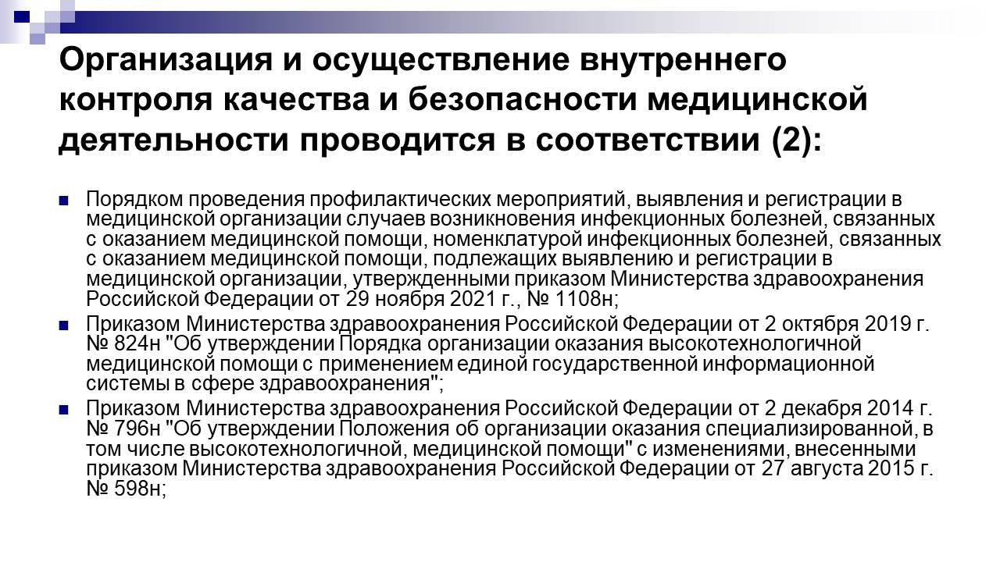 Организация и осуществление внутреннего
контроля качества и безопасности медицинской
деятельности проводится в соответствии (2):
Порядком проведения профилактических мероприятий, выявления и регистрации в
медицинской организации случаев возникновения инфекционных болезней, связанных
с оказанием медицинской помощи, номенклатурой инфекционных болезней, связанных
с оказанием медицинской помощи, подлежащих выявлению и регистрации в
медицинской организации, утвержденными приказом Министерства здравоохранения
Российской Федерации от 29 ноября 2021 г., № 1108н;
Приказом Министерства здравоохранения Российской Федерации от 2 октября 2019 г.
№ 824н "Об утверждении Порядка организации оказания высокотехнологичной
медицинской помощи с применением единой государственной информационной
системы в сфере здравоохранения";
Приказом Министерства здравоохранения Российской Федерации от 2 декабря 2014 г.
№ 796н "Об утверждении Положения об организации оказания специализированной, в
том числе высокотехнологичной, медицинской помощи" с изменениями, внесенными
приказом Министерства здравоохранения Российской Федерации от 27 августа 2015 г.
№ 598н;